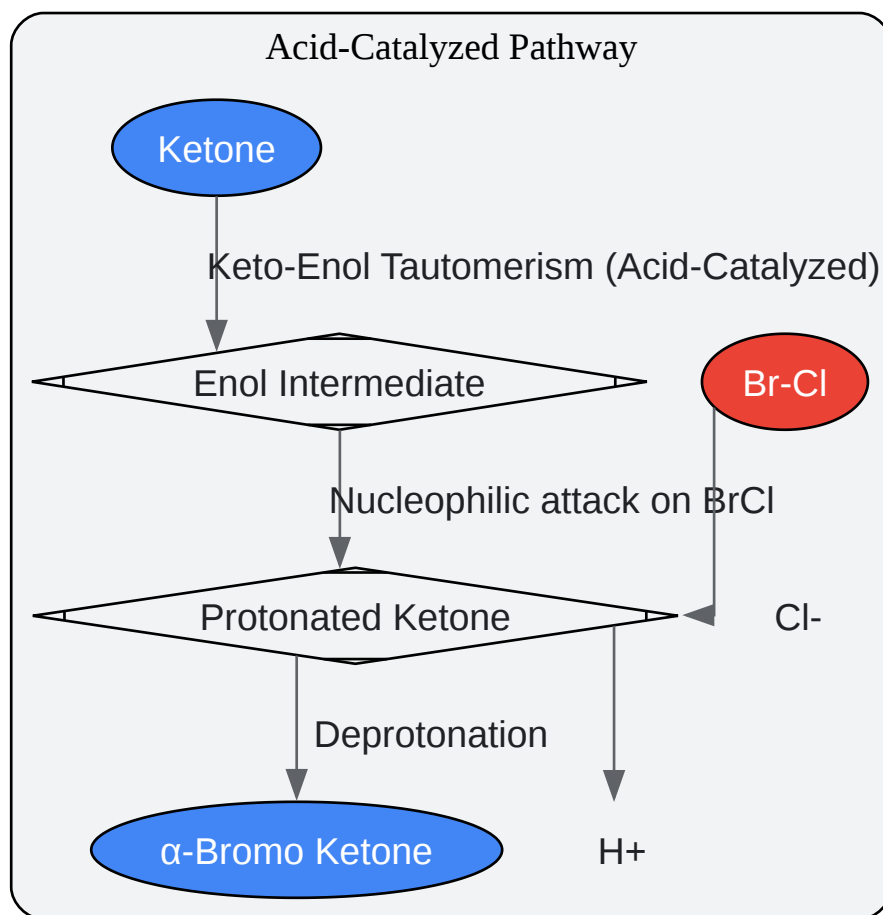 Acid-Catalyzed Pathway
Ketone
Keto-Enol Tautomerism (Acid-Catalyzed)
Enol Intermediate
Br-Cl
Nucleophilic attack on BrCl
Protonated Ketone
Cl-
Deprotonation
α-Bromo Ketone
H+